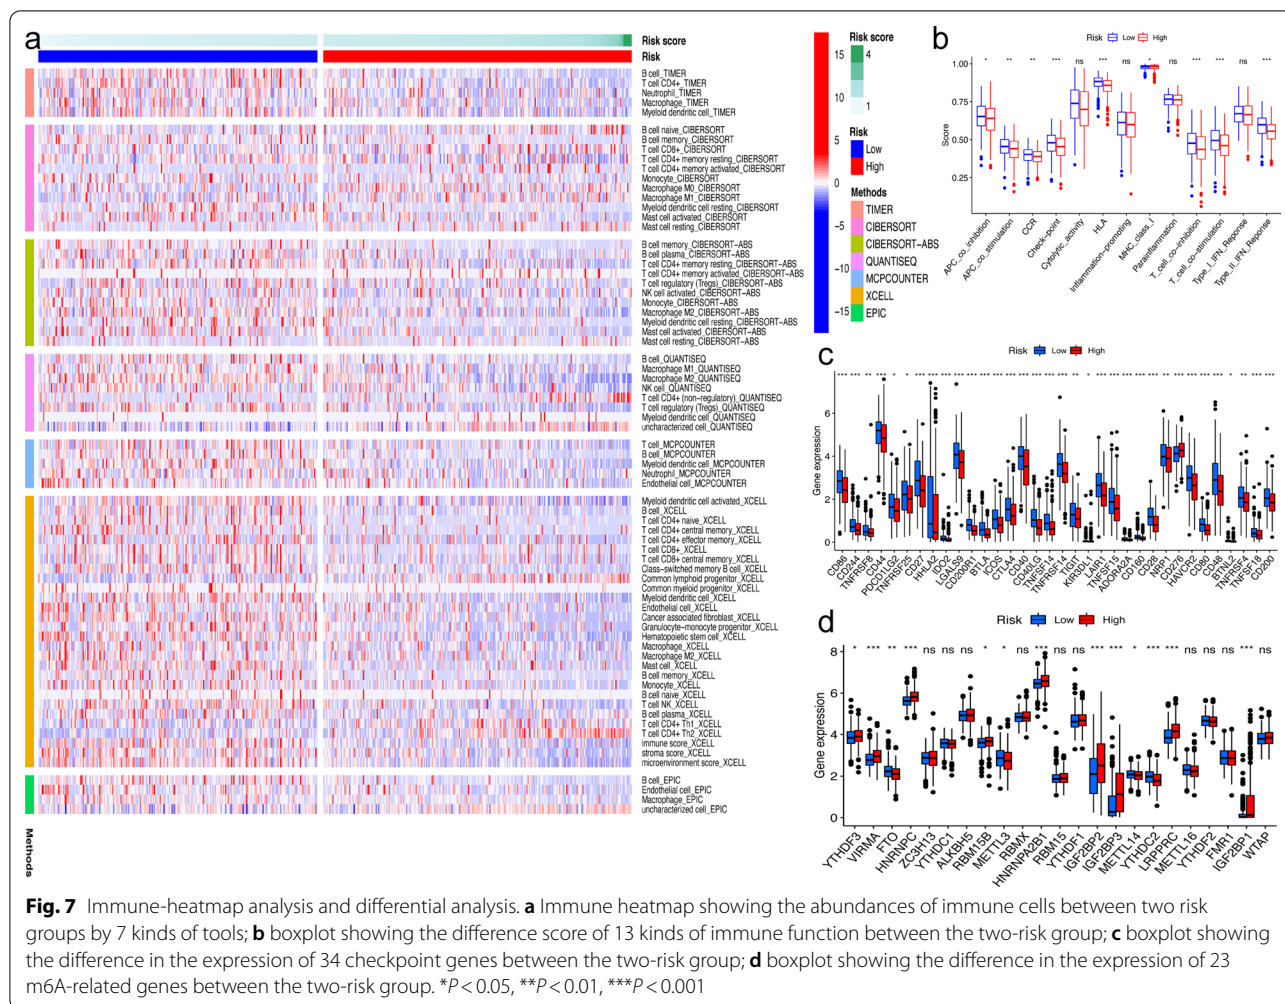 a
Risk score
Risk
B cell_TIMER
T cell CD4+_TIMER
Neutrophil_TIMER
Macrophage_TIMER
Myeloid dendritic cell_TIMER
B cell naive_CIBERSORT
B cell memory_CIBERSORT
T cell CD8+_CIBERSORT
T cell CD4+ memory resting_CIBERSORT
T cell CD4+ memory activated_CIBERSORT
Monocyte_CIBERSORT
Macrophage M0_CIBERSORT
Macrophage M1_CIBERSORT
Myeloid dendritic cell resting_CIBERSORT
Mast cell activated_CIBERSORT
Mast cell resting_CIBERSORT
B cell memory_CIBERSORT-ABS
B cell plasma_CIBERSORT-ABS
T cell CD4+ memory resting_CIBERSORT-ABS
T cell CD4+ memory activated_CIBERSORT-ABS
T cell regulatory (Tregs)_CIBERSORT-ABS
NK cell activated_CIBERSORT-ABS
Monocyte_CIBERSORT-ABS
Macrophage M2_CIBERSORT-ABS
Myeloid dendritic cell resting_CIBERSORT-ABS
Mast cell activated_CIBERSORT-ABS
Mast cell resting_CIBERSORT-ABS
B cell_QUANTISEQ
Macrophage M1_QUANTISEQ
Macrophage M2_QUANTISEQ
NK cell_QUANTISEQ
T cell CD4+ (non-regulatory)_QUANTISEQ
T cell regulatory (Tregs)_QUANTISEQ
Myeloid dendritic cell_QUANTISEQ
uncharacterized cell_QUANTISEQ
T cell_MCPCOUNTER
B cell_MCPCOUNTER
Myeloid dendritic cell_MCPCOUNTER
Neutrophil_MCPCOUNTER
Endothelial cell_MCPCOUNTER
Myeloid dendritic cell activated_XCELL
B cell_XCELL
T cell CD4+ naive_XCELL
T cell CD4+ central memory_XCELL
T cell CD4+ effector memory_XCELL
T cell CD8+_XCELL
T cell CD8+ central memory_XCELL
Class-switched memory B cell_XCELL
Common lymphoid progenitor_XCELL
Common myeloid progenitor_XCELL
Myeloid dendritic cell_XCELL
Endothelial cell_XCELL
Cancer associated fibroblast_XCELL
Granulocyte-monocyte progenitor_XCELL
Hematopoietic stem cell_XCELL
Macrophage_XCELL
Macrophage M2_XCELL
Mast cell_XCELL
B cell memory_XCELL
Monocyte_XCELL
B cell naive_XCELL
T cell NK_XCELL
B cell plasma_XCELL
T cell CD4+ Th1_XCELL
T cell CD4+ Th2_XCELL
immune score_XCELL
stroma score_XCELL
microenvironment score_XCELL
B cell_EPIC
Endothelial cell_EPIC
Macrophage_EPIC
uncharacterized cell_EPIC
Methods
15
10
5
0
−5
−10
−15
Risk score
4
1
Risk
Low
High
Methods
TIMER
CIBERSORT
CIBERSORT-ABS
QUANTISEQ
MCPCOUNTER
XCELL
EPIC
b
Risk Low High
* ** ** *** ns *** ns * ns *** *** ns ***
1.00
0.75
0.50
0.25
Score
APC_co_inhibition
APC_co_stimulation
CCR
Check-point
Cytolytic_activity
HLA
Inflammation-promoting
MHC_class_I
Parainflammation
T_cell_co-inhibition
T_cell_co-stimulation
Type_I_IFN_Reponse
Type_II_IFN_Reponse
c
Risk Low High
6
4
2
0
Gene expression
CD86
CD244
TNFRSF8
CD44
PDCD1LG2
TNFRSF25
CD27
HHLA2
IDO2
LGALS9
CD200R1
BTLA
ICOS
CTLA4
CD40
CD40LG
TNFSF14
TNFRSF14
TIGIT
KIR3DL1
LAIR1
TNFSF15
ADORA2A
CD160
CD28
NRP1
CD276
HAVCR2
CD80
CD48
BTNL2
TNFRSF4
TNFSF18
CD200
d
Risk Low High
* *** ** *** ns ns ns * * ns *** ns ns *** *** * *** *** ns ns ns *** ns
8
6
4
2
0
Gene expression
YTHDF3
VIRMA
FTO
HNRNPC
ZC3H13
YTHDC1
ALKBH5
RBM15B
METTL3
RBMX
HNRNPA2B1
RBM15
YTHDF1
IGF2BP2
IGF2BP3
METTL14
YTHDC2
LRPPRC
METTL16
YTHDF2
FMR1
IGF2BP1
WTAP
Fig. 7 Immune-heatmap analysis and differential analysis. a Immune heatmap showing the abundances of immune cells between two risk
groups by 7 kinds of tools; b boxplot showing the difference score of 13 kinds of immune function between the two-risk group; c boxplot showing
the difference in the expression of 34 checkpoint genes between the two-risk group; d boxplot showing the difference in the expression of 23
m6A-related genes between the two-risk group. *P < 0.05, **P < 0.01, ***P < 0.001